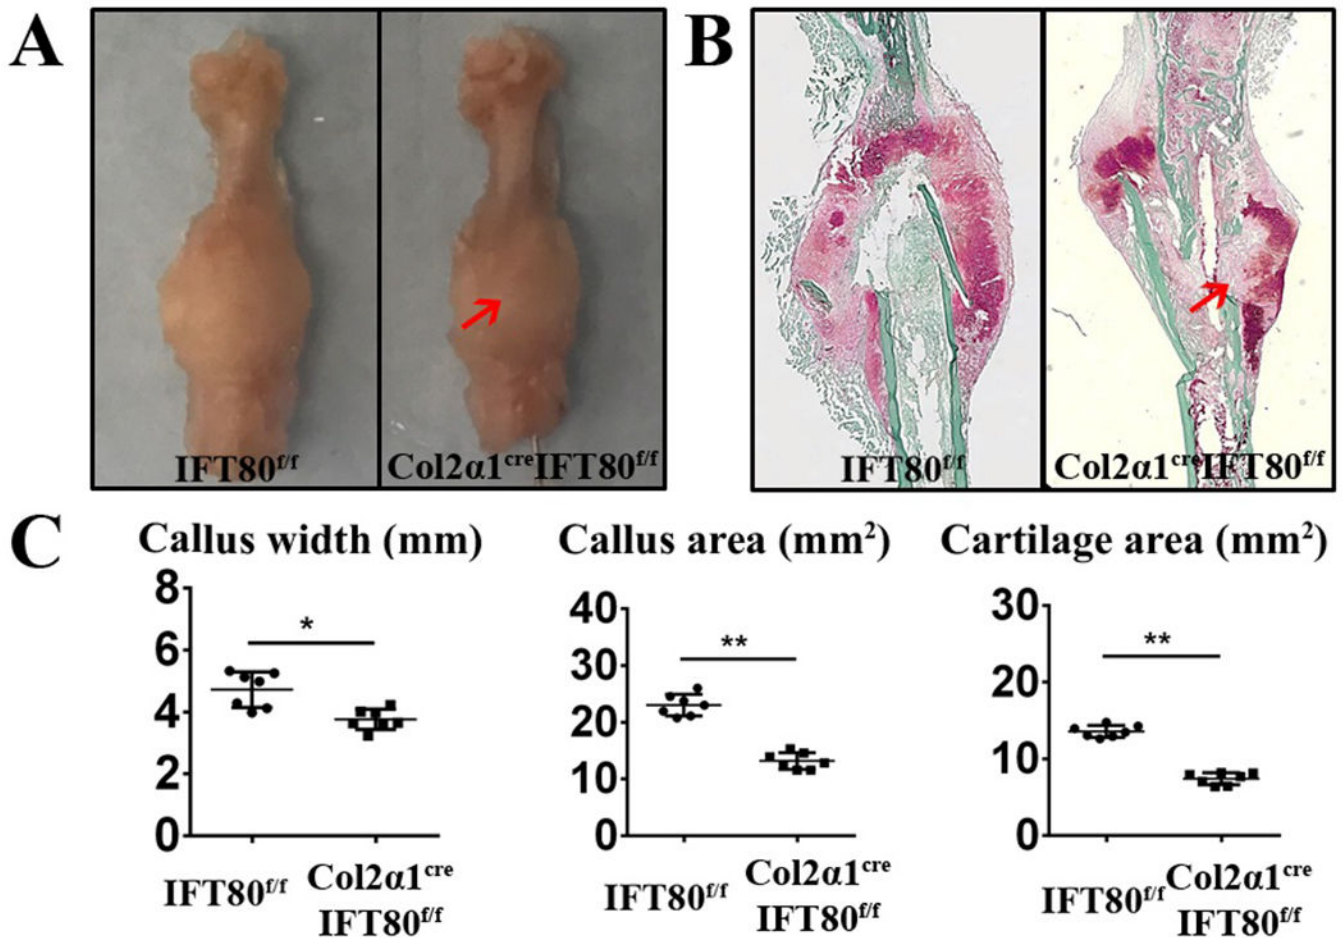 A
B
IFT80f/f
Col2α1creIFT80f/f
IFT80f/f
Col2α1creIFT80f/f
C
Callus width (mm)
Callus area (mm²)
Cartilage area (mm²)
8
6
4
2
0
*
IFT80f/f
Col2α1cre
IFT80f/f
40
30
20
10
0
**
IFT80f/f
Col2α1cre
IFT80f/f
30
20
10
0
**
IFT80f/f
Col2α1cre
IFT80f/f